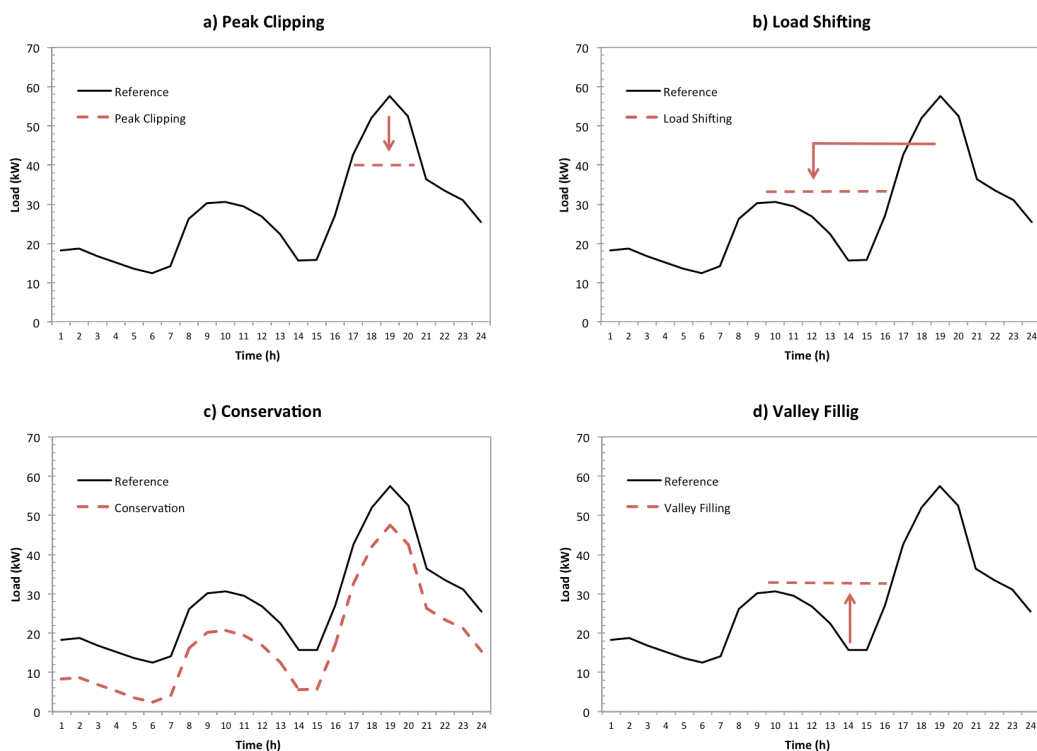 a) Peak Clipping
70
60
50
40
30
20
10
0
Load (kW)
Reference
Peak Clipping
1 2 3 4 5 6 7 8 9 10 11 12 13 14 15 16 17 18 19 20 21 22 23 24
Time (h)
b) Load Shifting
70
60
50
40
30
20
10
0
Load (kW)
Reference
Load Shifting
1 2 3 4 5 6 7 8 9 10 11 12 13 14 15 16 17 18 19 20 21 22 23 24
Time (h)
c) Conservation
70
60
50
40
30
20
10
0
Load (kW)
Reference
Conservation
1 2 3 4 5 6 7 8 9 10 11 12 13 14 15 16 17 18 19 20 21 22 23 24
Time (h)
d) Valley Fillig
70
60
50
40
30
20
10
0
Load (kW)
Reference
Valley Filling
1 2 3 4 5 6 7 8 9 10 11 12 13 14 15 16 17 18 19 20 21 22 23 24
Time (h)